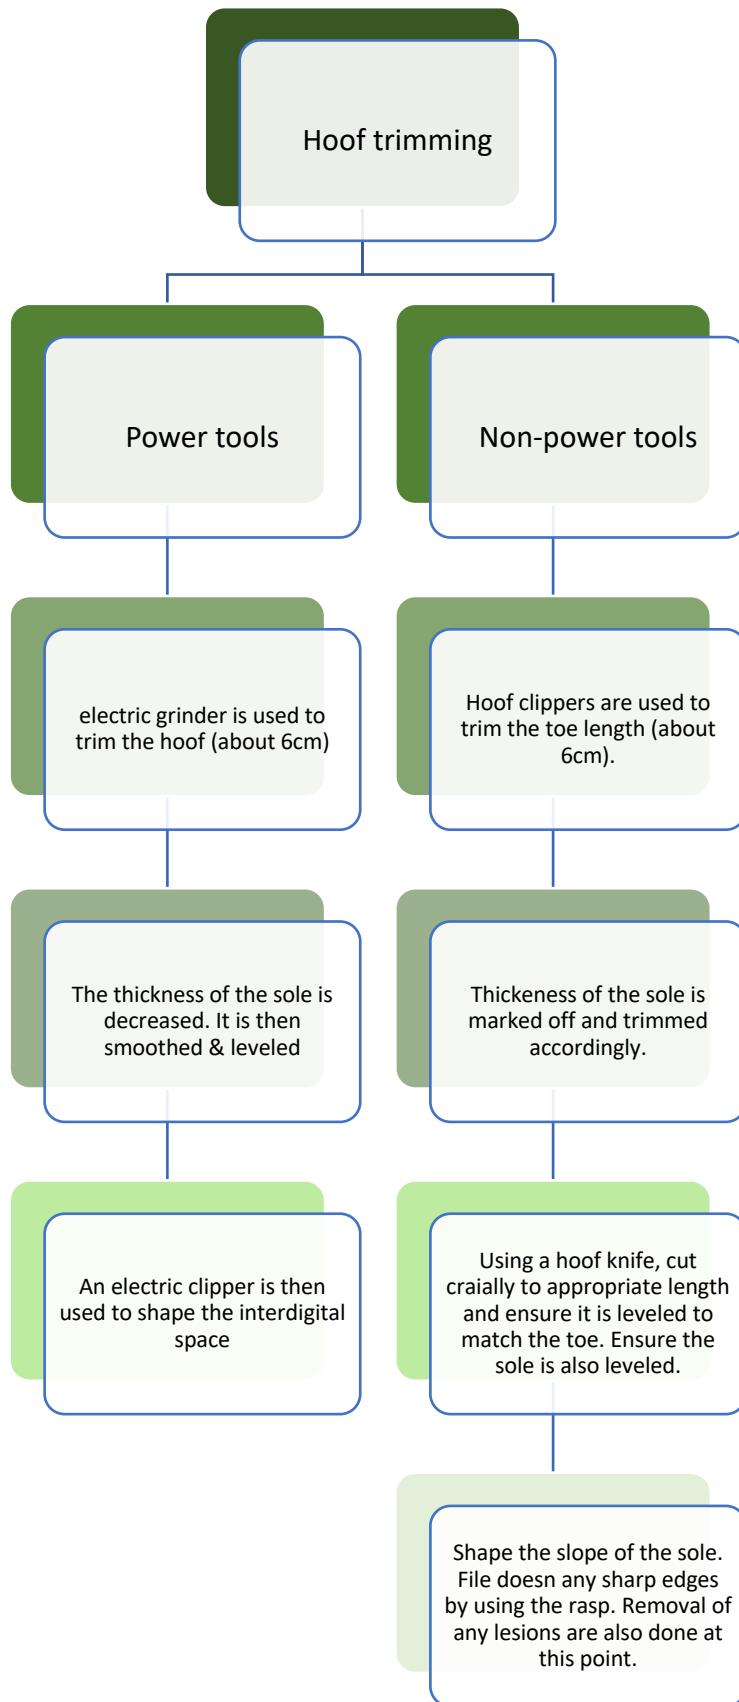 Hoof trimming
Power tools
electric grinder is used to
trim the hoof (about 6cm)
The thickness of the sole is
decreased. It is then
smoothed & leveled
An electric clipper is then
used to shape the interdigital
space
Non-power tools
Hoof clippers are used to
trim the toe length (about
6cm).
Thickeness of the sole is
marked off and trimmed
accordingly.
Using a hoof knife, cut
craially to appropriate length
and ensure it is leveled to
match the toe. Ensure the
sole is also leveled.
Shape the slope of the sole.
File doesn any sharp edges
by using the rasp. Removal of
any lesions are also done at
this point.